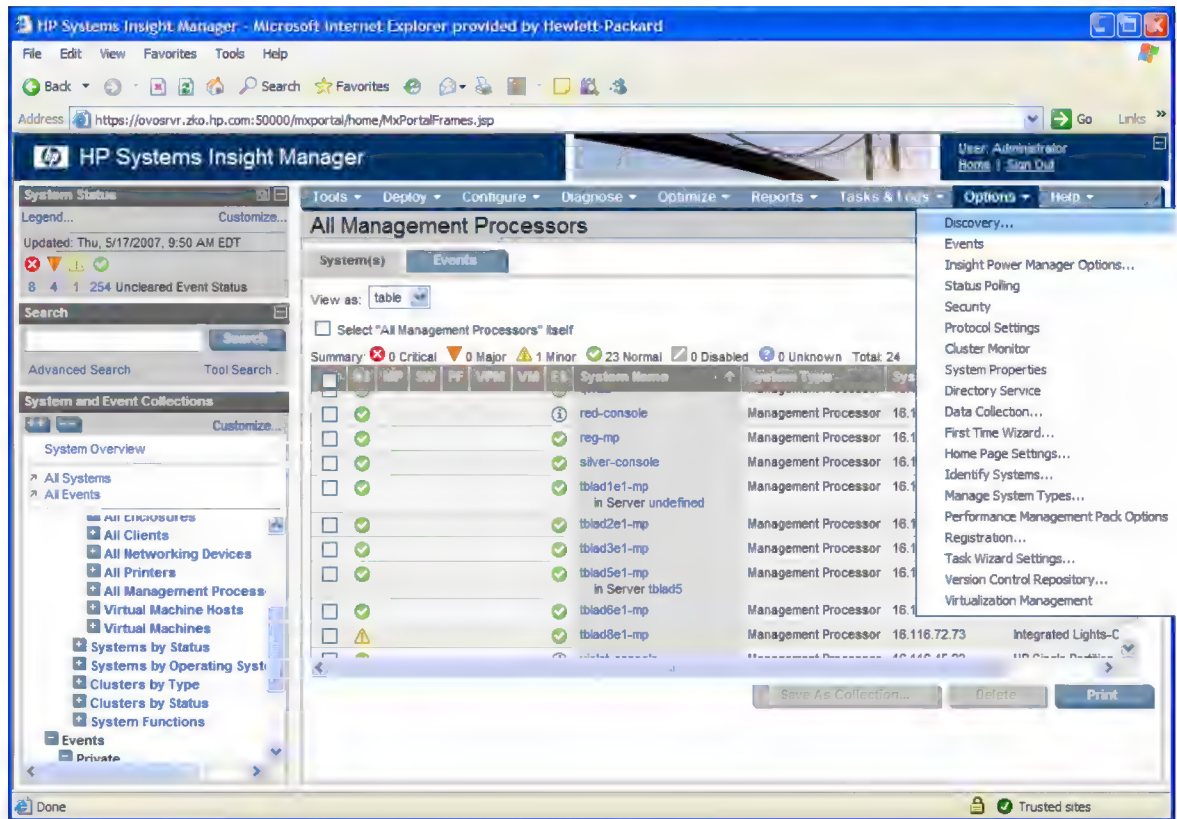 HP Systems Insight Manager - Microsoft Internet Explorer provided by Hewlett-Packard
File Edit View Favorites Tools Help
Back Search Favorites
Address https://ovosrvr.zko.hp.com:50000/mxportal/home/MxPortalFrames.jsp Go Links »
hp HP Systems Insight Manager
User: Administrator
Home | Sign Out
System Status
Legend... Customize...
Updated: Thu, 5/17/2007, 9:50 AM EDT
8 4 1 254 Uncleared Event Status
Search
Search
Advanced Search Tool Search
System and Event Collections
Customize...
System Overview
All Systems
All Events
All Enclosures
All Clients
All Networking Devices
All Printers
All Management Process
Virtual Machine Hosts
Virtual Machines
Systems by Status
Systems by Operating Syst
Clusters by Type
Clusters by Status
System Functions
Events
Private
Tools Deploy Configure Diagnose Optimize Reports Tasks & Logs Options Help
All Management Processors
System(s) Events
View as: table
Select "All Management Processors" itself
Summary: 0 Critical 0 Major 1 Minor 23 Normal 0 Disabled 0 Unknown Total: 24
MP SW PF VPM VM ES System Name System Type Sys
red-console Management Processor 16.1
reg-mp Management Processor 16.1
silver-console Management Processor 16.1
tblad1e1-mp Management Processor 16.1
in Server undefined
tblad2e1-mp Management Processor 16.1
tblad3e1-mp Management Processor 16.1
tblad5e1-mp Management Processor 16.1
in Server tblad5
tblad6e1-mp Management Processor 16.1
tblad8e1-mp Management Processor 16.116.72.73 Integrated Lights-O
Save As Collection... Delete Print
Discovery...
Events
Insight Power Manager Options...
Status Polling
Security
Protocol Settings
Cluster Monitor
System Properties
Directory Service
Data Collection...
First Time Wizard...
Home Page Settings...
Identify Systems...
Manage System Types...
Performance Management Pack Options
Registration...
Task Wizard Settings...
Version Control Repository...
Virtualization Management
Done Trusted sites